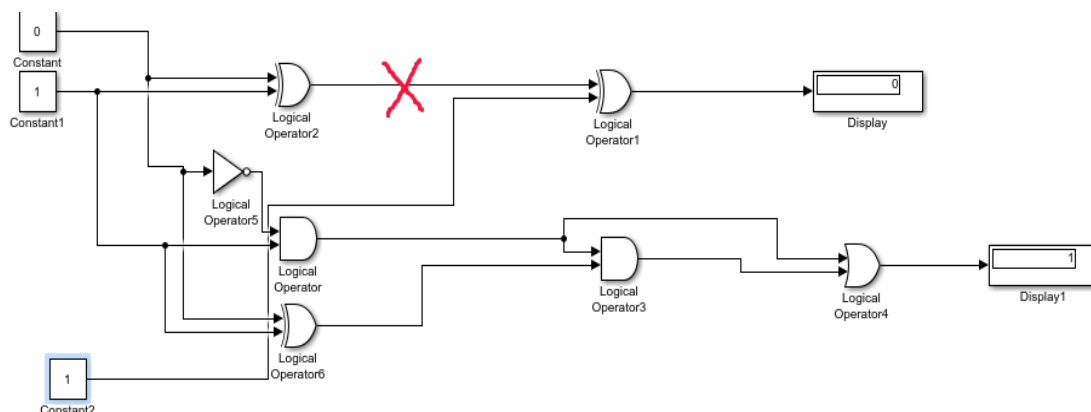 0
Constant
1
Constant1
Logical
Operator2
Logical
Operator1
0
Display
Logical
Operator5
Logical
Operator
Logical
Operator3
Logical
Operator4
1
Display1
Logical
Operator6
1
Constant2